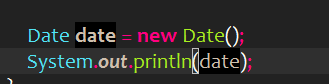 Date date = new Date();
System.out.println(date);
}